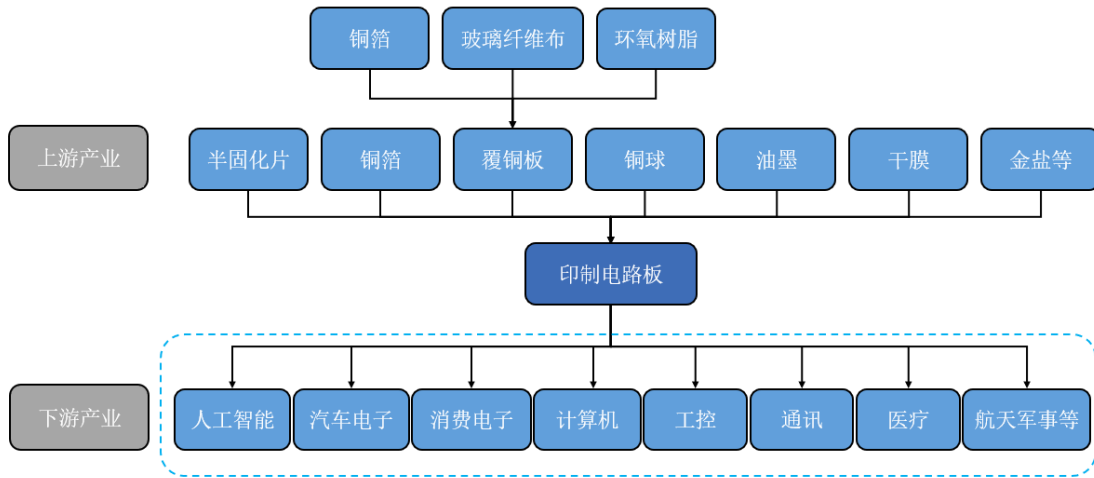 铜箔
玻璃纤维布
环氧树脂
上游产业
半固化片
铜箔
覆铜板
铜球
油墨
干膜
金盐等
印制电路板
下游产业
人工智能
汽车电子
消费电子
计算机
工控
通讯
医疗
航天军事等